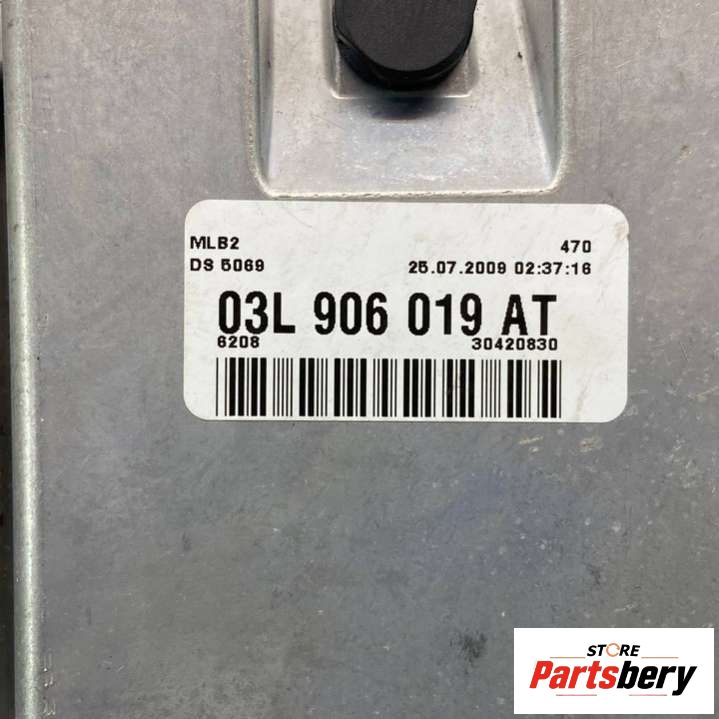 MLB2 470
DS 5069 25.07.2009 02:37:16
03L 906 019 AT
6208 30420830
STORE
Partsbery